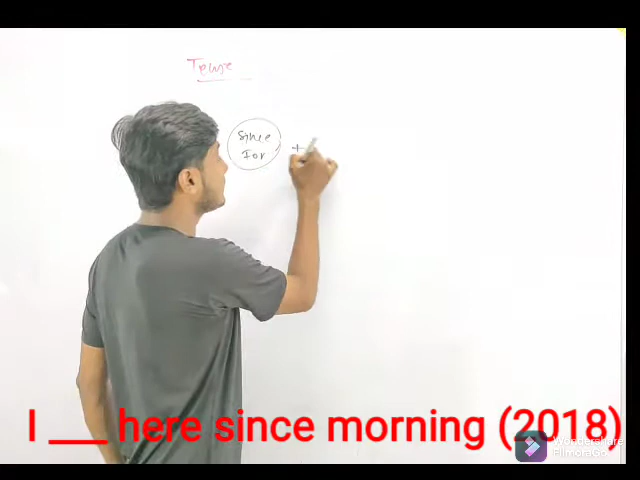 Tense
Since
For
+
I ___ here since morning (2018)
Wondershare
FilmoraGo